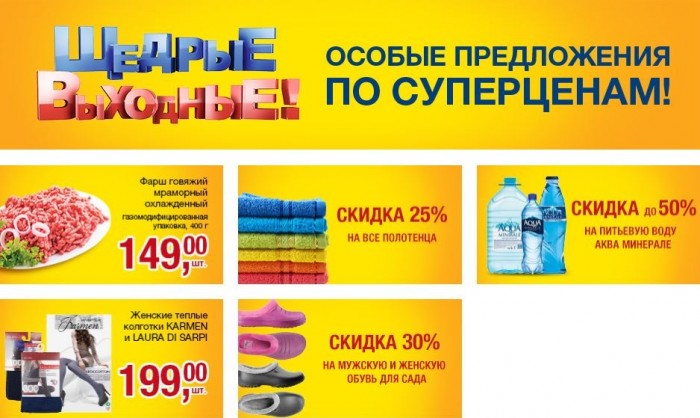 ЩЕДРЫЕ
ВЫХОДНЫЕ!
ОСОБЫЕ ПРЕДЛОЖЕНИЯ
ПО СУПЕРЦЕНАМ!
Фарш говяжий
мраморный
охлажденный
газомодифицированная
упаковка, 400 г
149,00
шт.
СКИДКА 25%
НА ВСЕ ПОЛОТЕНЦА
AQUA
MINERALE
AQUA
СКИДКА ДО 50%
НА ПИТЬЕВУЮ ВОДУ
АКВА МИНЕРАЛЕ
Женские теплые
колготки KARMEN
и LAURA DI SARPI
Karmen
199,00
шт.
СКИДКА 30%
НА МУЖСКУЮ И ЖЕНСКУЮ
ОБУВЬ ДЛЯ САДА